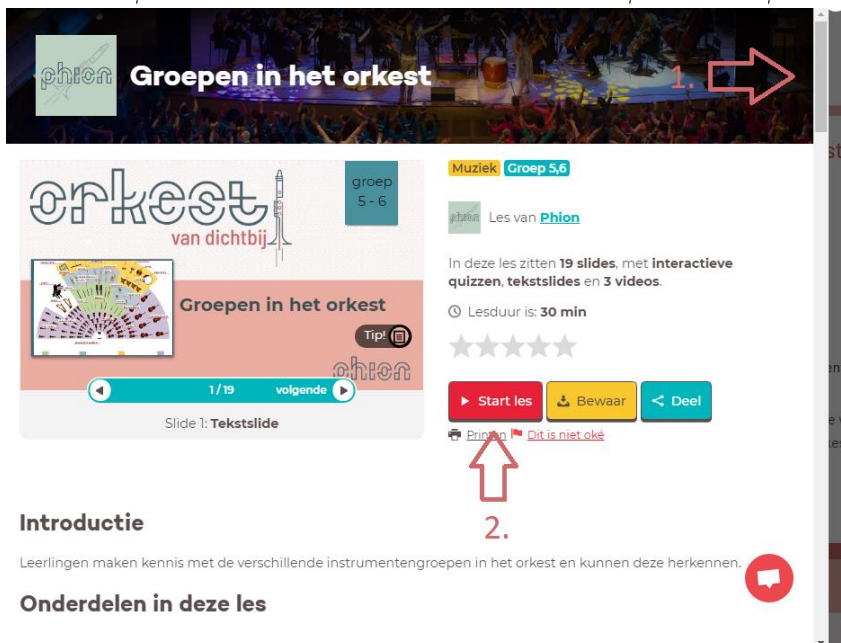 phion
Groepen in het orkest
1.
orkest
van dichtbij
groep
5 - 6
Groepen in het orkest
Tip!
phion
1 / 19 volgende
Slide 1: Tekstslide
Muziek Groep 5,6
phion Les van Phion
In deze les zitten 19 slides, met interactieve
quizzen, tekstslides en 3 videos.
Lesduur is: 30 min
Start les Bewaar Deel
Printen Dit is niet oké
2.
Introductie
Leerlingen maken kennis met de verschillende instrumentengroepen in het orkest en kunnen deze herkennen.
Onderdelen in deze les